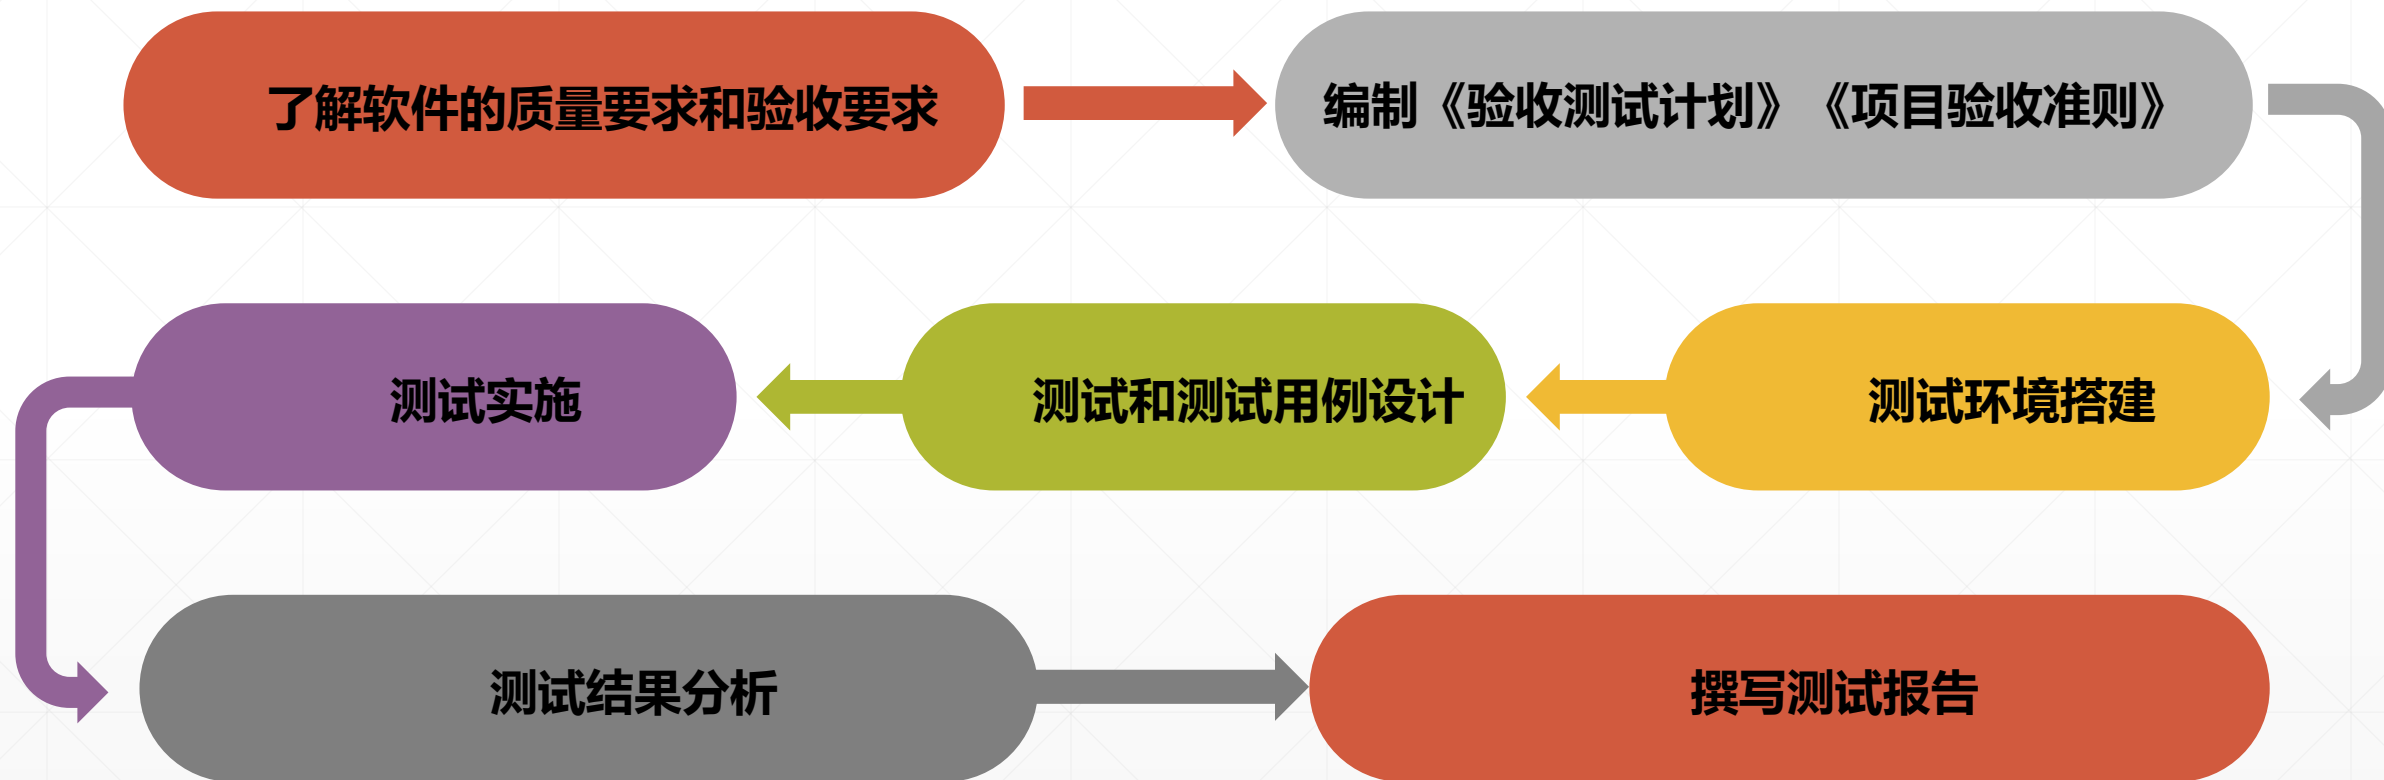 了解软件的质量要求和验收要求
编制《验收测试计划》《项目验收准则》
测试环境搭建
测试和测试用例设计
测试实施
测试结果分析
撰写测试报告